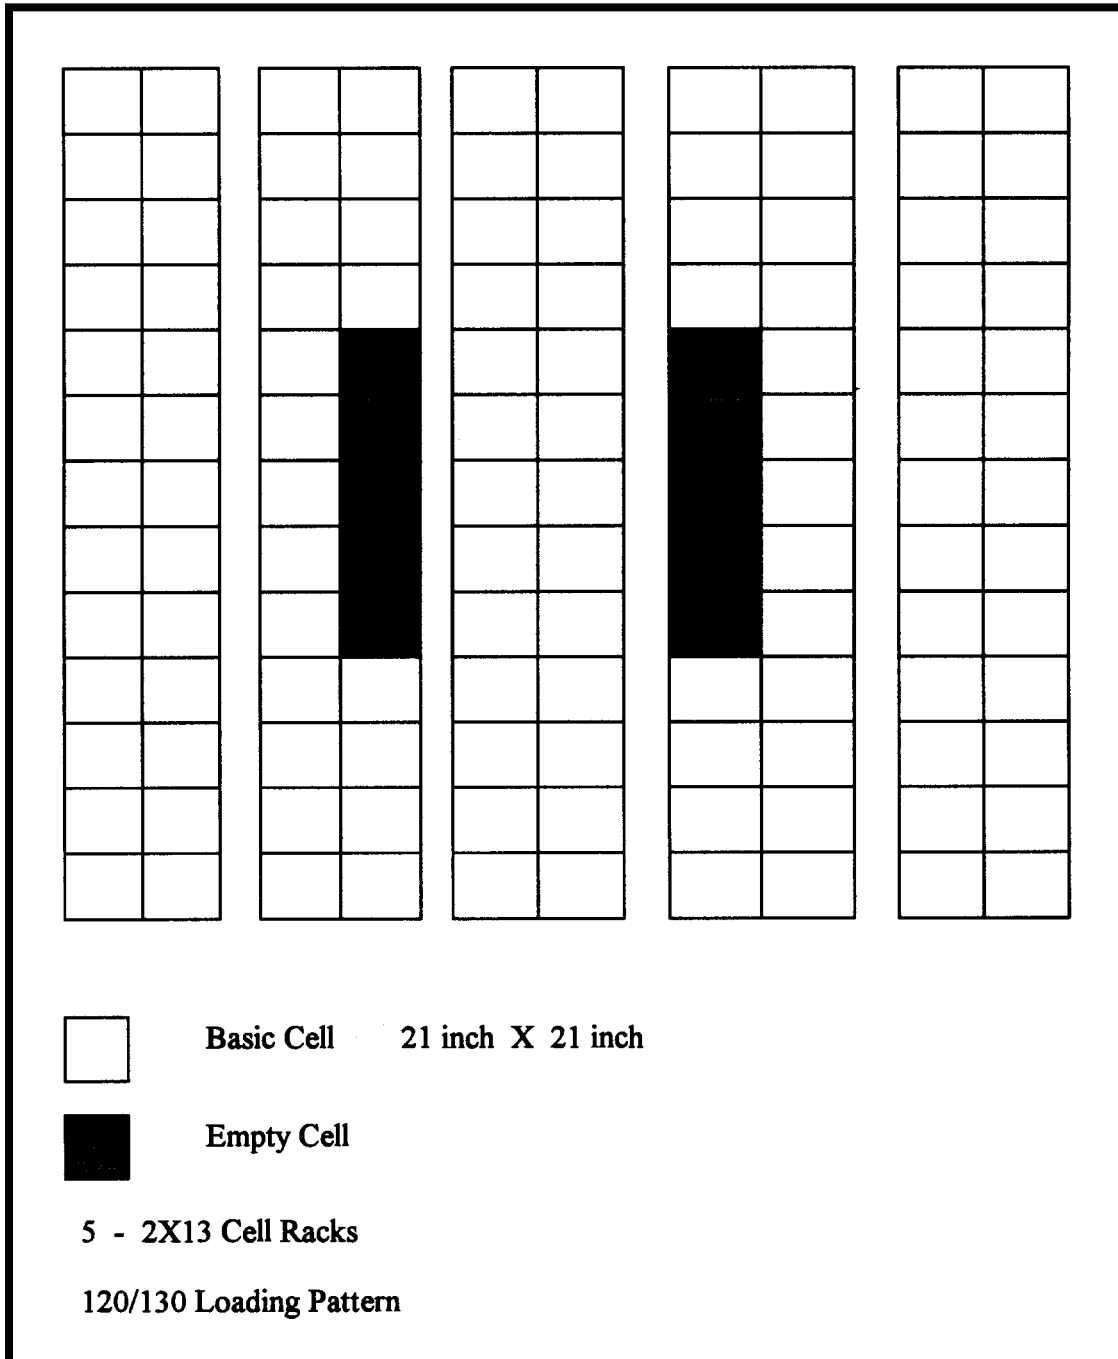 Basic Cell 21 inch X 21 inch
Empty Cell
5 - 2X13 Cell Racks
120/130 Loading Pattern